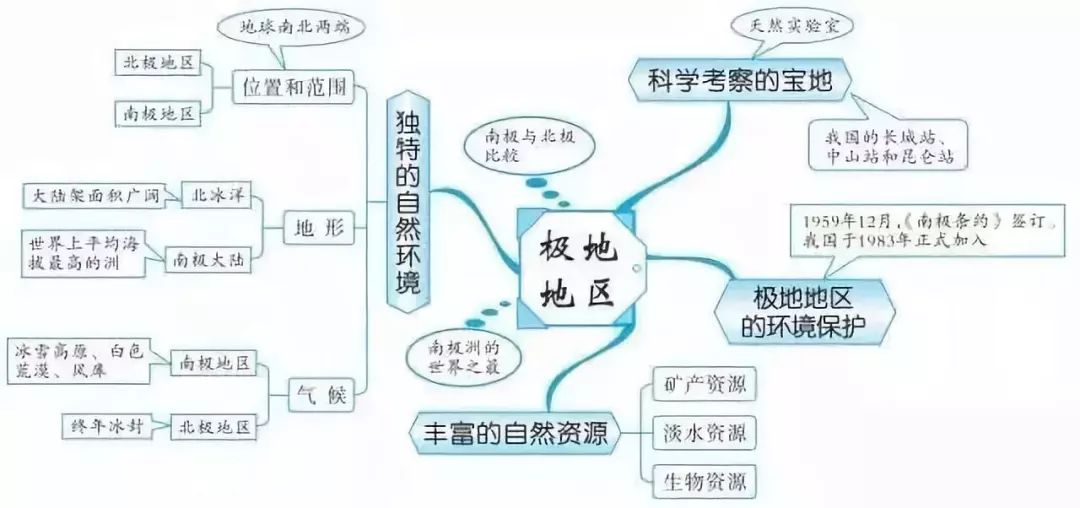 地球南北两端
北极地区
南极地区
位置和范围
独特的自然环境
大陆架面积广阔
北冰洋
地形
世界上平均海
拔最高的洲
南极大陆
冰雪高原、白色
荒漠、风库
南极地区
气候
终年冰封
北极地区
南极与北极
比较
极地
地区
南极洲的
世界之最
天然实验室
科学考察的宝地
我国的长城站、
中山站和昆仑站
1959年12月,《南极条约》签订。
我国于1983年正式加入
极地地区
的环境保护
丰富的自然资源
矿产资源
淡水资源
生物资源